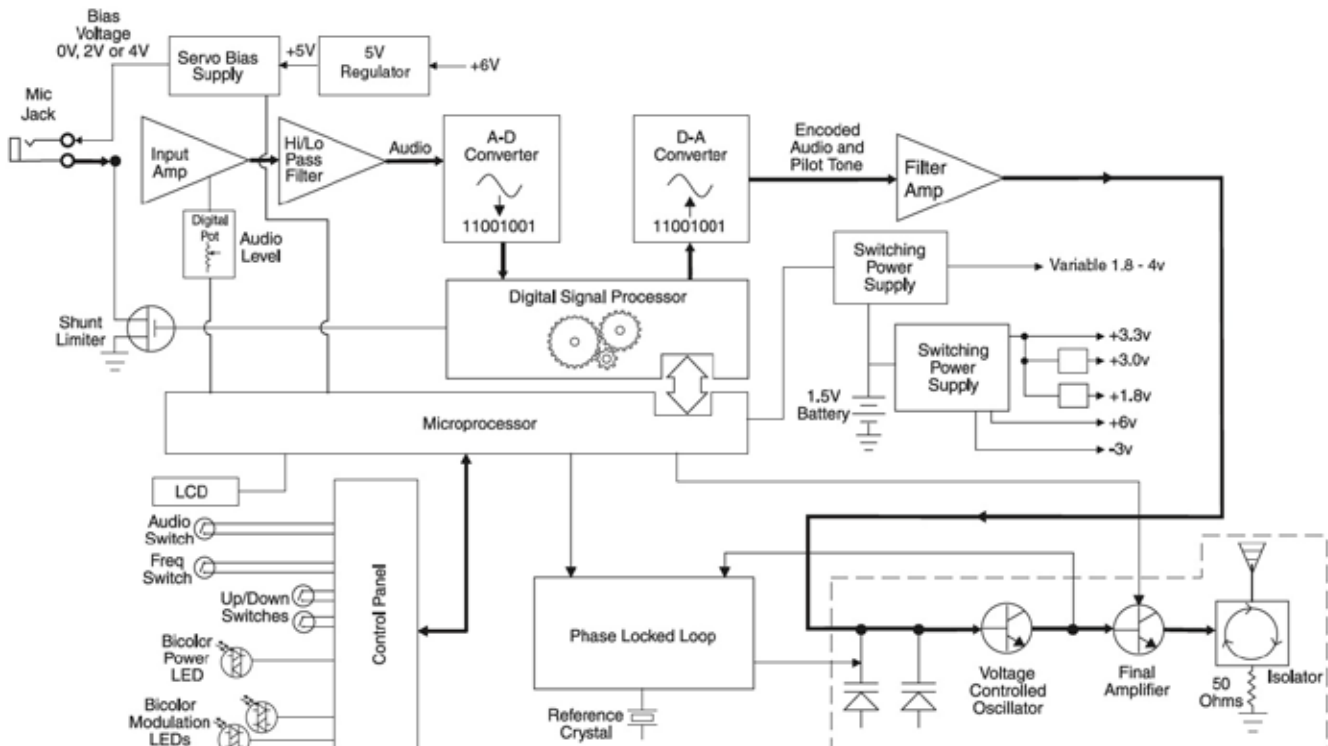 Bias
Voltage
0V, 2V or 4V
Servo Bias
Supply
+5V
5V
Regulator
+6V
Mic
Jack
Input
Amp
Hi/Lo
Pass
Filter
Audio
A-D
Converter
11001001
D-A
Converter
11001001
Encoded
Audio and
Pilot Tone
Filter
Amp
Digital
Pot
Audio
Level
Switching
Power
Supply
Variable 1.8 - 4v
Digital Signal Processor
Shunt
Limiter
Switching
Power
Supply
+3.3v
+3.0v
+1.8v
+6v
-3v
1.5V
Battery
Microprocessor
LCD
Audio
Switch
Freq
Switch
Up/Down
Switches
Bicolor
Power
LED
Bicolor
Modulation
LEDs
Control Panel
Phase Locked Loop
Reference
Crystal
Voltage
Controlled
Oscillator
Final
Amplifier
50
Ohms
Isolator